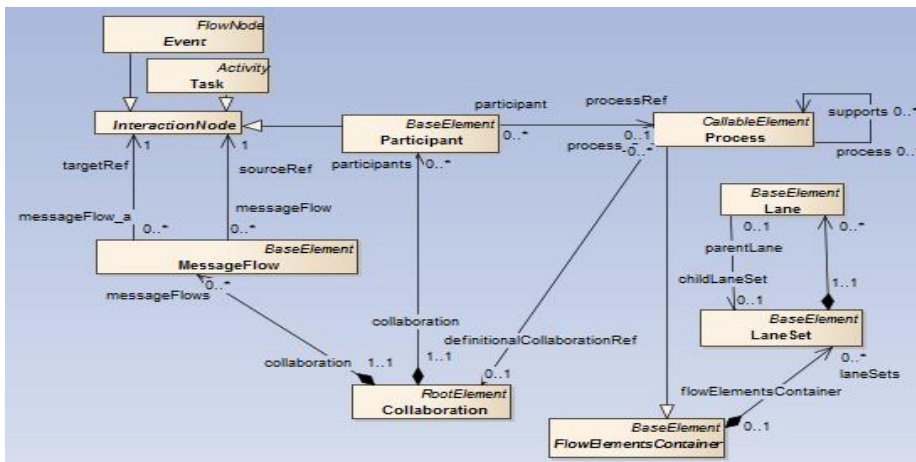 FlowNode
Event
Activity
Task
InteractionNode
BaseElement
Participant
participant
0..*
processRef
0..1
CallableElement
Process
supports 0..*
process 0..
process
0..*
participants
0..*
1
targetRef
1
sourceRef
messageFlow_a
0..*
messageFlow
0..*
BaseElement
MessageFlow
messageFlows
0..*
collaboration
1..1
collaboration
1..1
RootElement
Collaboration
definitionalCollaborationRef
0..1
BaseElement
Lane
0..1
parentLane
childLaneSet
0..1
0..*
1..1
BaseElement
LaneSet
0..*
laneSets
flowElementsContainer
0..1
BaseElement
FlowElementsContainer